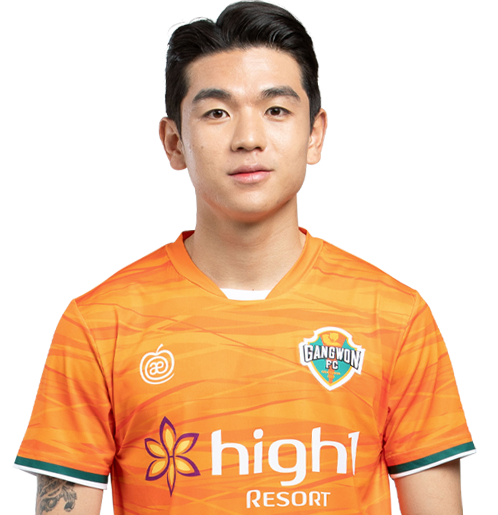 GANGWON
FC
æ
high1
RESORT